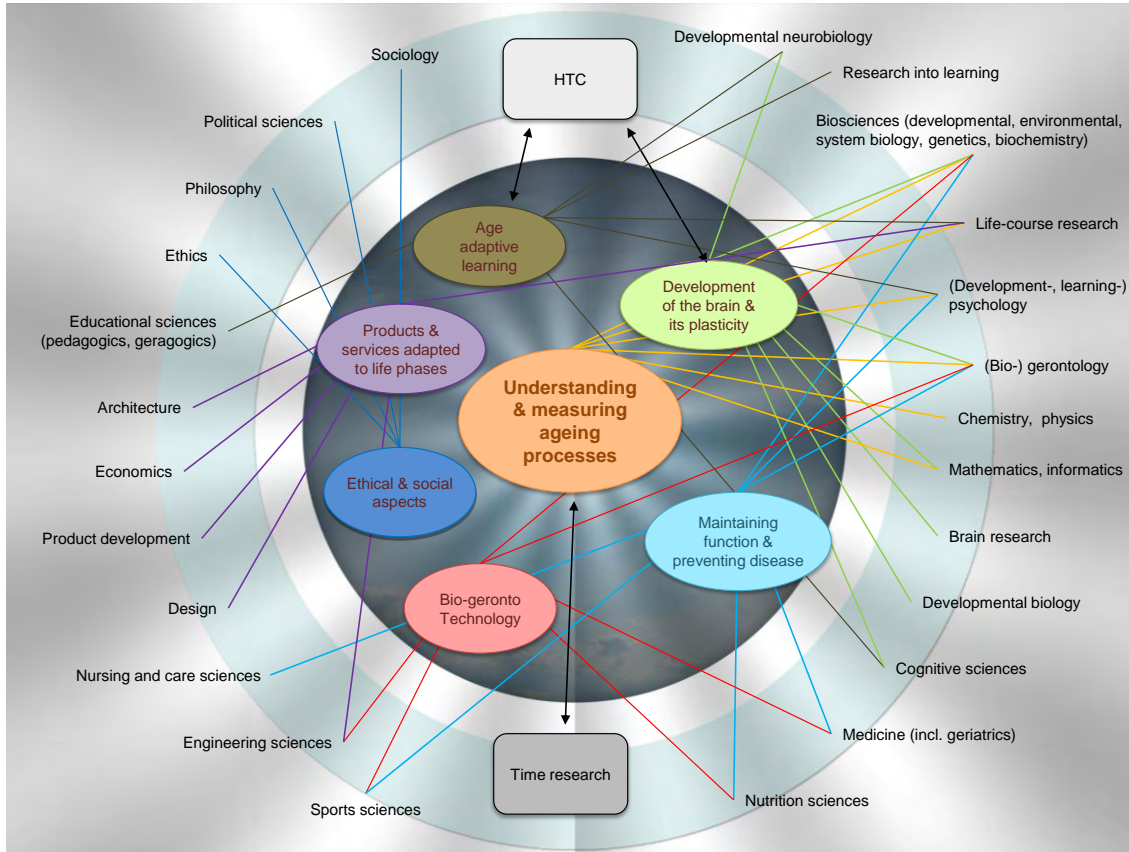 Sociology
HTC
Developmental neurobiology
Research into learning
Political sciences
Biosciences (developmental, environmental,
system biology, genetics, biochemistry)
Philosophy
Age
adaptive
learning
Life-course research
Ethics
Development
of the brain &
its plasticity
(Development-, learning-)
psychology
Educational sciences
(pedagogics, geragogics)
Products &
services adapted
to life phases
(Bio-) gerontology
Understanding
& measuring
ageing
processes
Architecture
Chemistry, physics
Economics
Mathematics, informatics
Ethical & social
aspects
Product development
Maintaining
function &
preventing disease
Brain research
Design
Bio-geronto
Technology
Developmental biology
Nursing and care sciences
Cognitive sciences
Engineering sciences
Medicine (incl. geriatrics)
Time research
Sports sciences
Nutrition sciences